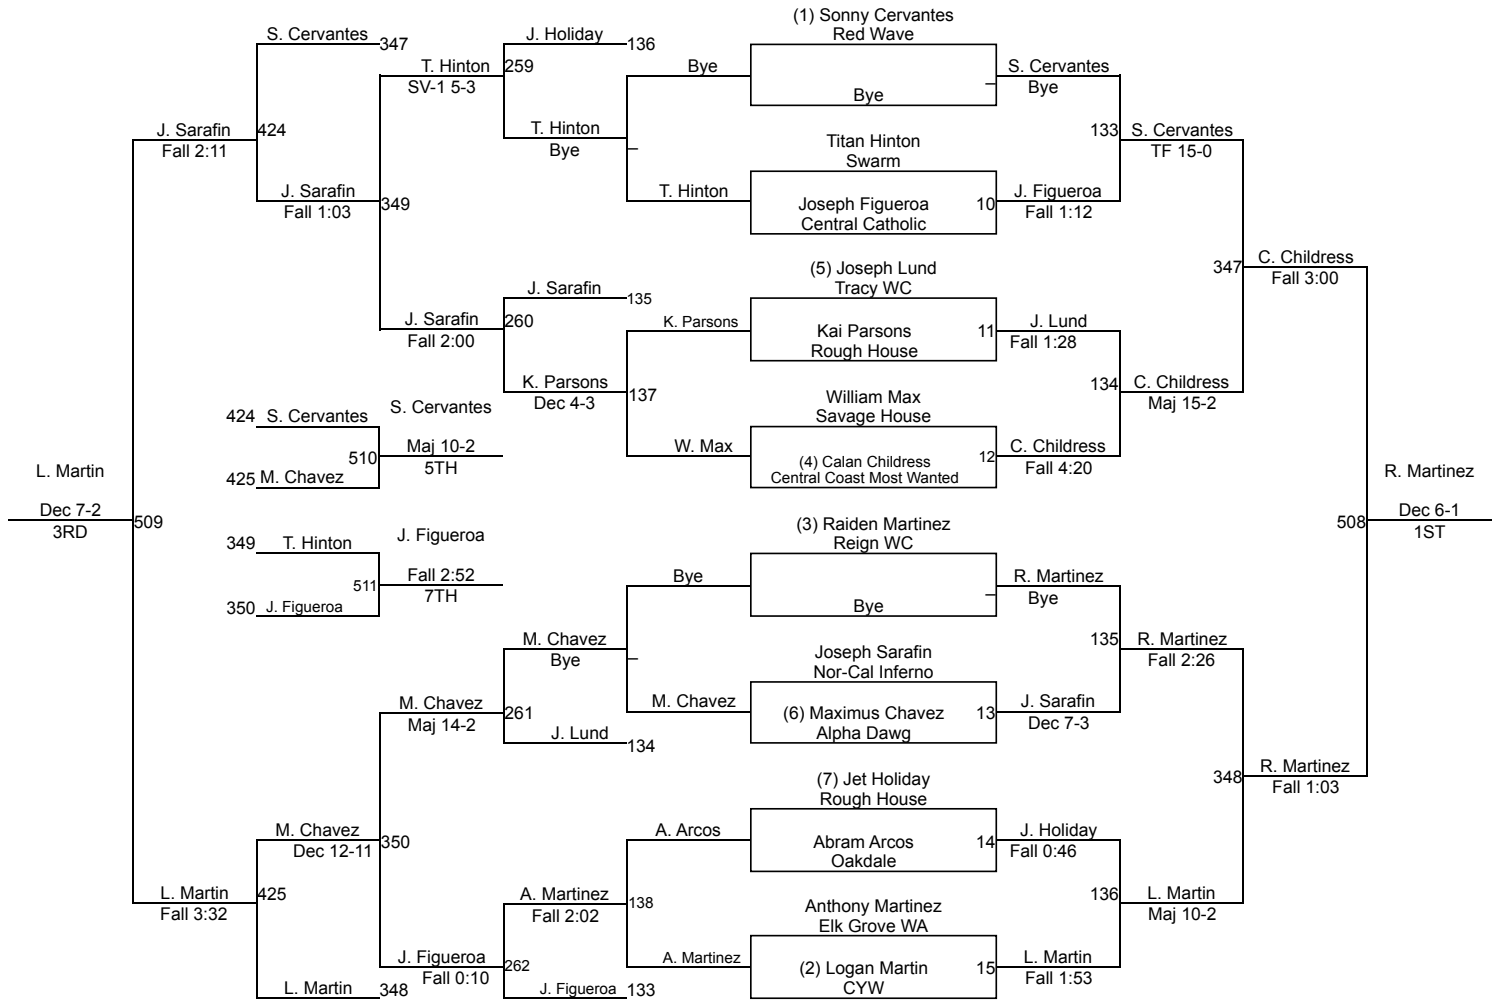 (1) Sonny Cervantes
Red Wave
S. Cervantes 347
J. Holiday 136
T. Hinton 259 Bye S. Cervantes
SV-1 5-3 Bye Bye
T. Hinton 133 S. Cervantes
J. Sarafin 424 Bye TF 15-0
Fall 2:11 Titan Hinton
Swarm
J. Sarafin T. Hinton J. Figueroa
Fall 1:03 349 Joseph Figueroa 10 Fall 1:12
Central Catholic
347 C. Childress
(5) Joseph Lund Fall 3:00
Tracy WC
J. Sarafin 135
J. Sarafin 260 K. Parsons J. Lund
Fall 2:00 Kai Parsons 11 Fall 1:28
Rough House
K. Parsons 134 C. Childress
Dec 4-3 137 Maj 15-2
William Max
Savage House
S. Cervantes
424 S. Cervantes
Maj 10-2 W. Max C. Childress
510 5TH (4) Calan Childress 12 Fall 4:20
425 M. Chavez Central Coast Most Wanted
L. Martin R. Martinez
Dec 7-2 Dec 6-1
509 508
3RD 1ST
(3) Raiden Martinez
Reign WC
J. Figueroa
349 T. Hinton
Fall 2:52 Bye R. Martinez
511 7TH Bye Bye
350 J. Figueroa
M. Chavez 135 R. Martinez
Bye Fall 2:26
Joseph Sarafin
Nor-Cal Inferno
M. Chavez M. Chavez J. Sarafin
Maj 14-2 261 (6) Maximus Chavez 13 Dec 7-3
J. Lund 134 Alpha Dawg
348 R. Martinez
Fall 1:03
(7) Jet Holiday
Rough House
M. Chavez A. Arcos J. Holiday
Dec 12-11 350 Abram Arcos 14 Fall 0:46
Oakdale
L. Martin 425 A. Martinez 136 L. Martin
Fall 3:32 Fall 2:02 138 Maj 10-2
Anthony Martinez
Elk Grove WA
J. Figueroa 262 A. Martinez L. Martin
Fall 0:10 (2) Logan Martin 15 Fall 1:53
L. Martin 348 J. Figueroa 133 CYW